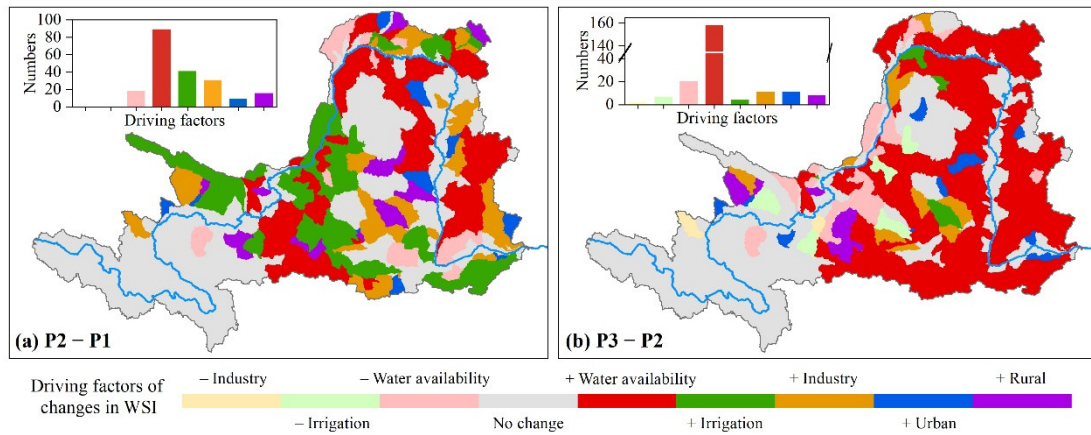 100
80
60
40
20
0
Numbers
Driving factors
(a) P2 − P1
160
140
40
20
0
Numbers
Driving factors
(b) P3 − P2
Driving factors of
changes in WSI
− Industry − Water availability + Water availability + Industry + Rural
− Irrigation No change + Irrigation + Urban